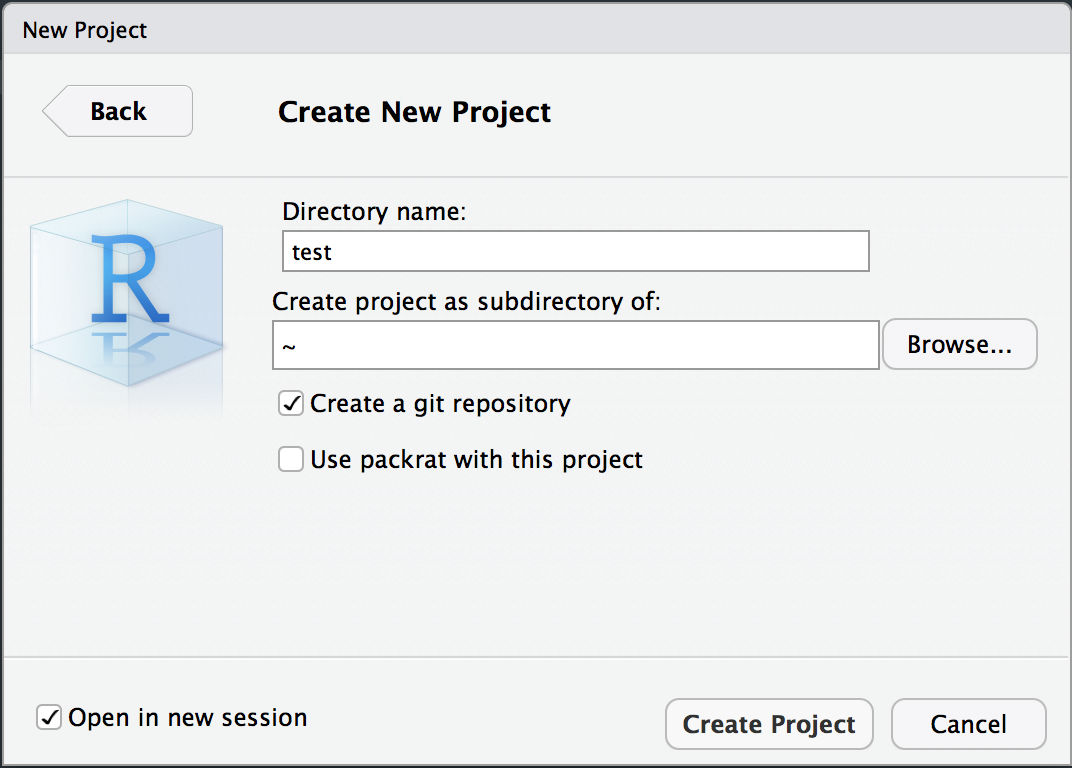 New Project
Back
Create New Project
R
Directory name:
test
Create project as subdirectory of:
~
Browse...
Create a git repository
Use packrat with this project
Open in new session
Create Project
Cancel